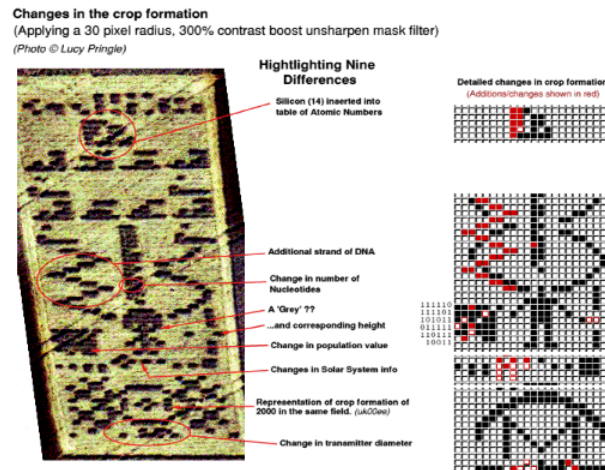 Changes in the crop formation
(Applying a 30 pixel radius, 300% contrast boost unsharpen mask filter)
(Photo © Lucy Pringle)
Hightlighting Nine
Differences
Silicon (14) inserted into
table of Atomic Numbers
Additional strand of DNA
Change in number of
Nucleotides
A 'Grey' ??
...and corresponding height
Change in population value
Changes in Solar System info
Representation of crop formation of
2000 in the same field. (uk00ee)
Change in transmitter diameter
Detailed changes in crop formation
(Additions/changes shown in red)
111110
111101
101011
011111
110111
10011